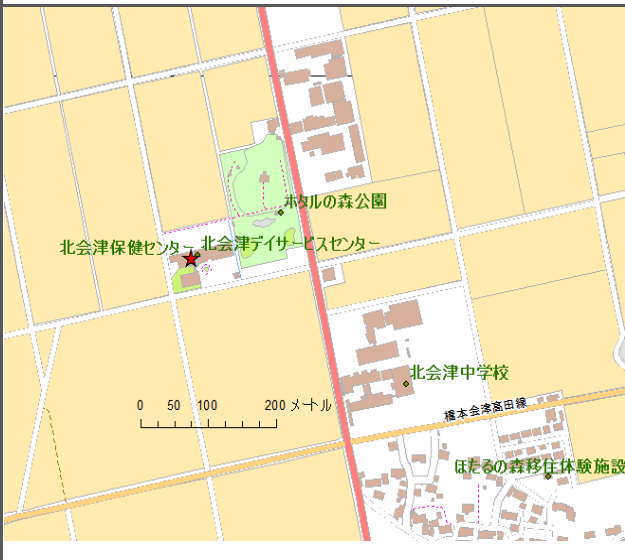 ホタルの森公園
北会津保健センター
北会津デイサービスセンター
北会津中学校
0 50 100 200 メートル
橋本会津高田線
ほたるの森移住体験施設